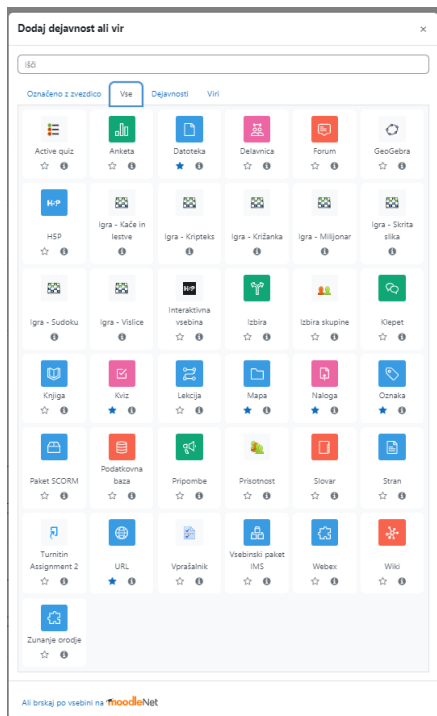 Dodaj dejavnost ali vir
×
Išči
Označeno z zvezdico Vse Dejavnosti Viri
Active quiz Anketa Datoteka Delavnica Forum GeoGebra
H5P
H5P Igra - Kače in lestve Igra - Kripteks Igra - Križanka Igra - Milijonar Igra - Skrita slika
H5P
Igra - Sudoku Igra - Vislice Interaktivna vsebina Izbira Izbira skupine Klepet
Knjiga Kviz Lekcija Mapa Naloga Oznaka
Paket SCORM Podatkovna baza Pripombe Prisotnost Slovar Stran
Turnitin Assignment 2 URL Vprašalnik Vsebinski paket IMS Webex Wiki
Zunanje orodje
Ali brskaj po vsebini na moodleNet